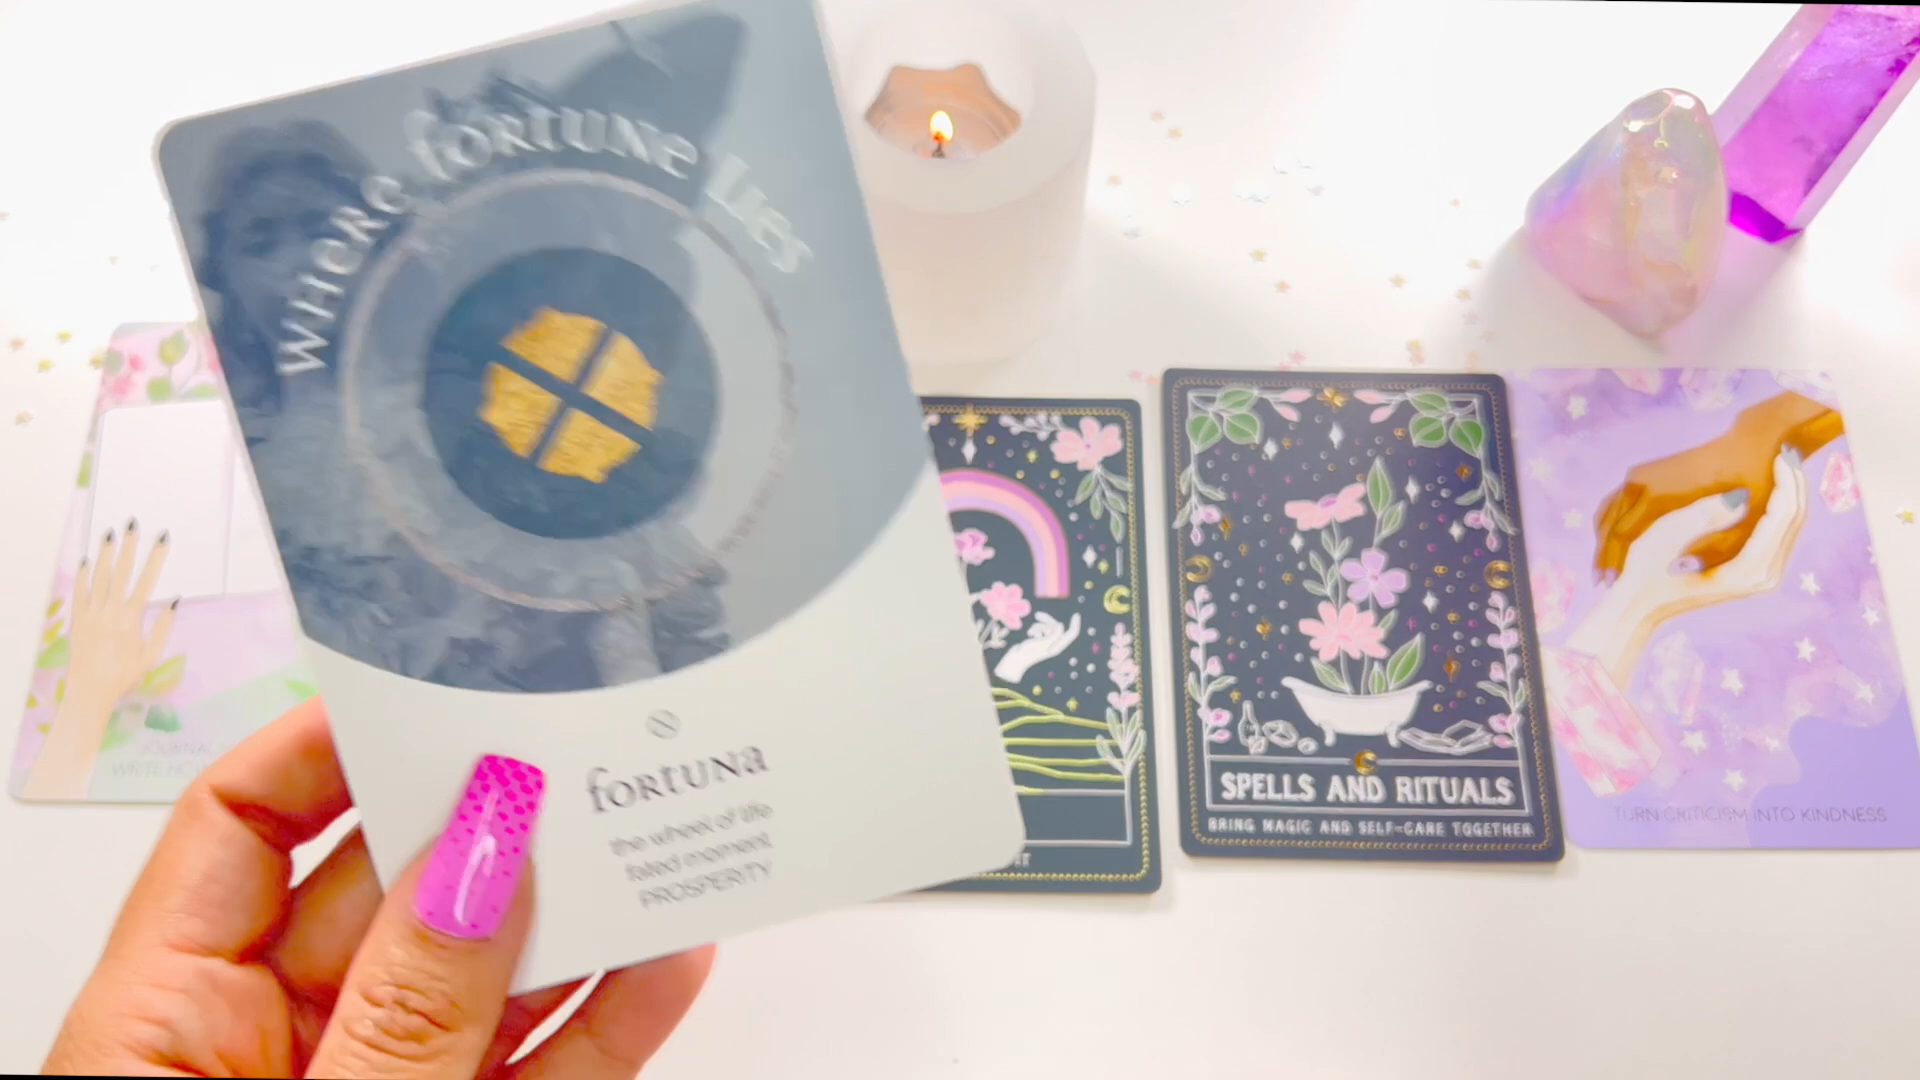 WHERE FORTUNE LIES
FORTUNA
the wheel of life
fated moment
PROSPERITY
JOURNAL
WRITE HOW
SPELLS AND RITUALS
BRING MAGIC AND SELF-CARE TOGETHER
TURN CRITICISM INTO KINDNESS